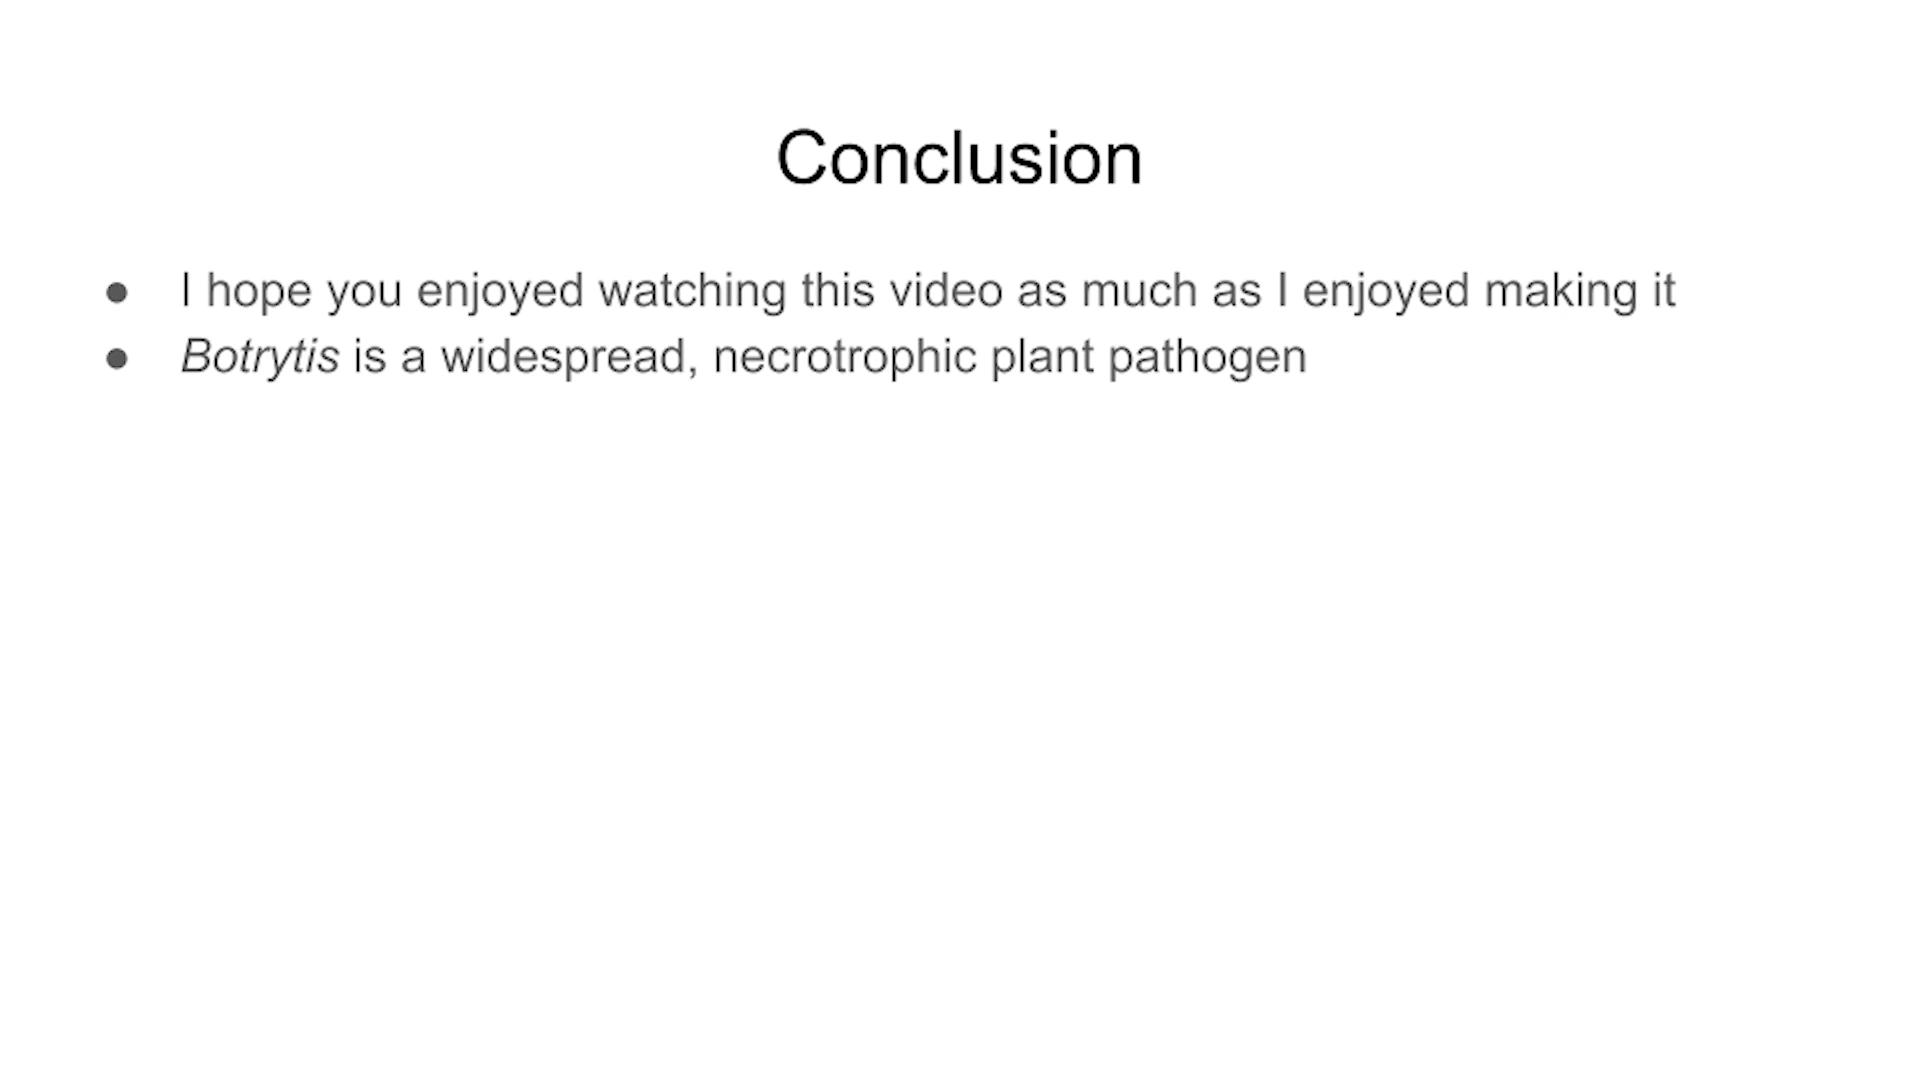 Conclusion
● I hope you enjoyed watching this video as much as I enjoyed making it
● Botrytis is a widespread, necrotrophic plant pathogen